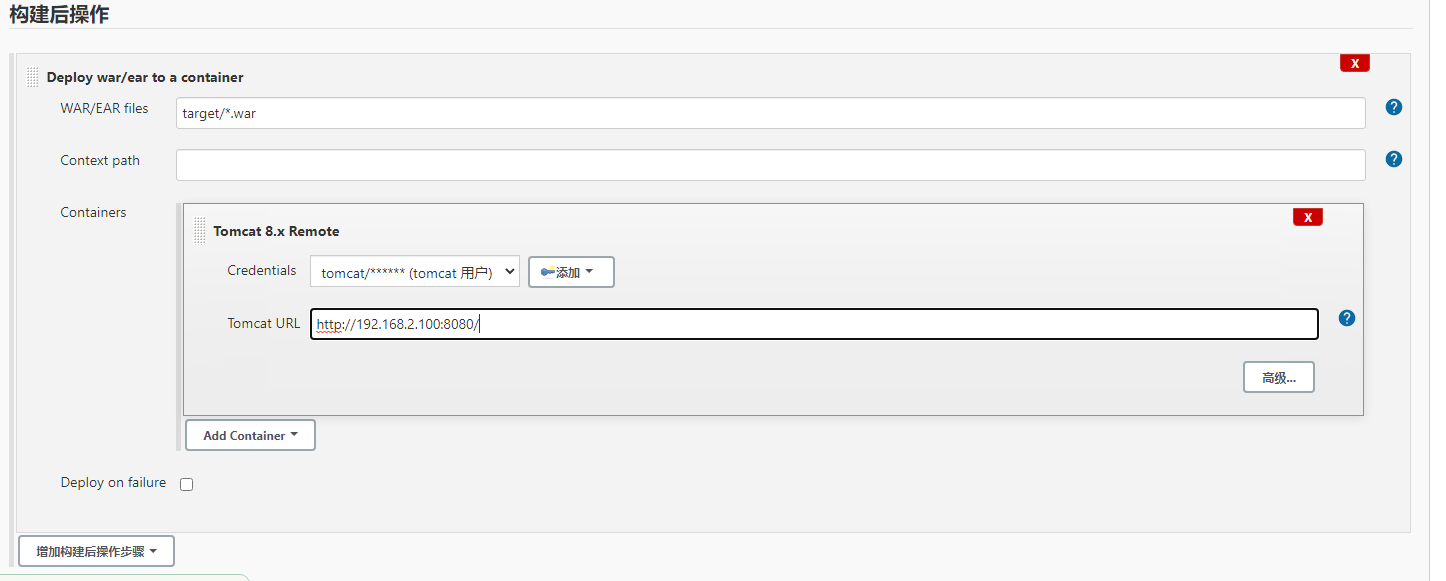 构建后操作
Deploy war/ear to a container
X
WAR/EAR files
target/*.war
?
Context path
?
Containers
Tomcat 8.x Remote
X
Credentials
tomcat/****** (tomcat 用户)
添加
Tomcat URL
http://192.168.2.100:8080/
?
高级...
Add Container
Deploy on failure
增加构建后操作步骤